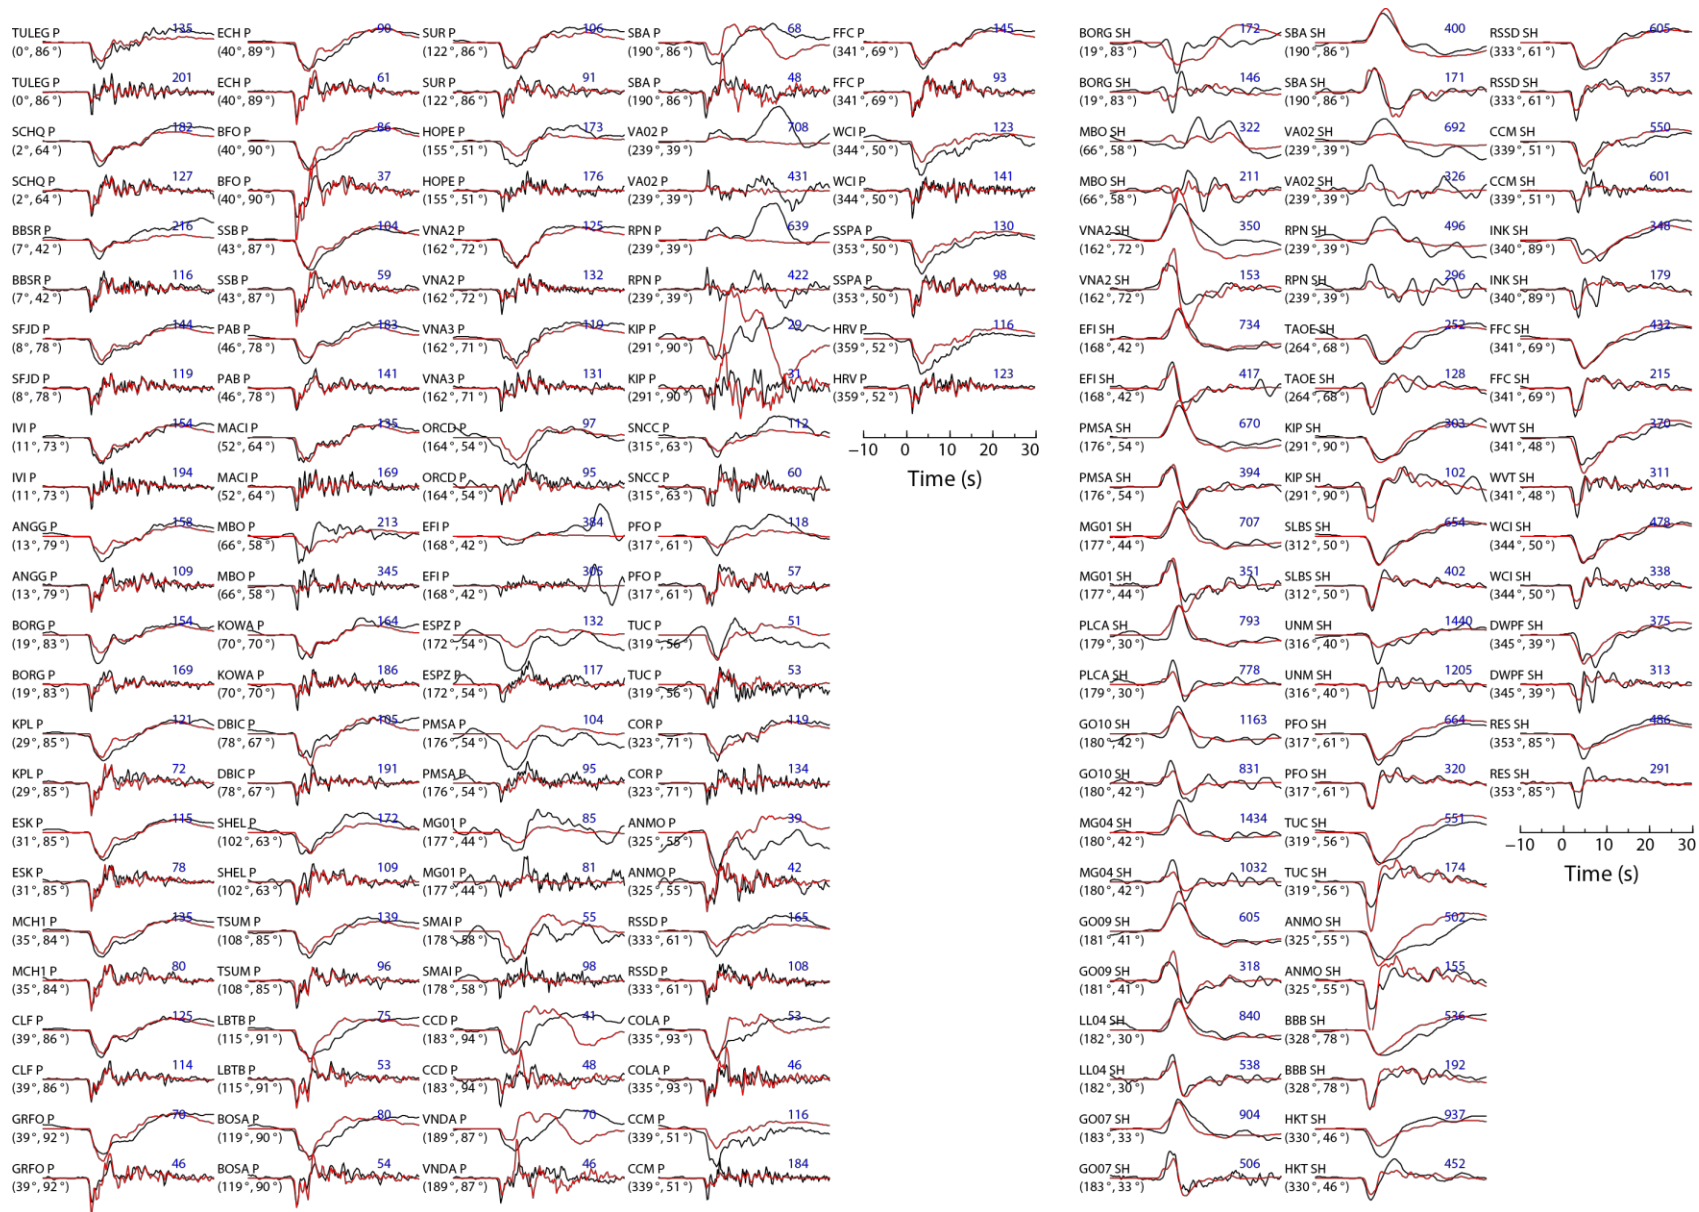 TULEG P 135
(0°, 86°)
TULEG P 201
(0°, 86°)
SCHQ P 182
(2°, 64°)
SCHQ P 127
(2°, 64°)
BBSR P 216
(7°, 42°)
BBSR P 116
(7°, 42°)
SFJD P 144
(8°, 78°)
SFJD P 119
(8°, 78°)
IVI P 154
(11°, 73°)
IVI P 194
(11°, 73°)
ANGG P 158
(13°, 79°)
ANGG P 109
(13°, 79°)
BORG P 154
(19°, 83°)
BORG P 169
(19°, 83°)
KPL P 121
(29°, 85°)
KPL P 72
(29°, 85°)
ESK P 115
(31°, 85°)
ESK P 78
(31°, 85°)
MCH1 P 135
(35°, 84°)
MCH1 P 80
(35°, 84°)
CLF P 125
(39°, 86°)
CLF P 114
(39°, 86°)
GRFO P 70
(39°, 92°)
GRFO P 46
(39°, 92°)
ECH P 90
(40°, 89°)
ECH P 61
(40°, 89°)
BFO P 86
(40°, 90°)
BFO P 37
(40°, 90°)
SSB P 104
(43°, 87°)
SSB P 59
(43°, 87°)
PAB P 183
(46°, 78°)
PAB P 141
(46°, 78°)
MACI P 135
(52°, 64°)
MACI P 169
(52°, 64°)
MBO P 213
(66°, 58°)
MBO P 345
(66°, 58°)
KOWA P 164
(70°, 70°)
KOWA P 186
(70°, 70°)
DBIC P 105
(78°, 67°)
DBIC P 191
(78°, 67°)
SHEL P 172
(102°, 63°)
SHEL P 109
(102°, 63°)
TSUM P 139
(108°, 85°)
TSUM P 96
(108°, 85°)
LBTB P 75
(115°, 91°)
LBTB P 53
(115°, 91°)
BOSA P 80
(119°, 90°)
BOSA P 54
(119°, 90°)
SUR P 106
(122°, 86°)
SUR P 91
(122°, 86°)
HOPE P 173
(155°, 51°)
HOPE P 176
(155°, 51°)
VNA2 P 125
(162°, 72°)
VNA2 P 132
(162°, 72°)
VNA3 P 119
(162°, 71°)
VNA3 P 131
(162°, 71°)
ORCD P 97
(164°, 54°)
ORCD P 95
(164°, 54°)
EFI P 384
(168°, 42°)
EFI P 305
(168°, 42°)
ESPZ P 132
(172°, 54°)
ESPZ P 117
(172°, 54°)
PMSA P 104
(176°, 54°)
PMSA P 95
(176°, 54°)
MG01 P 85
(177°, 44°)
MG01 P 81
(177°, 44°)
SMAI P 55
(178°, 58°)
SMAI P 98
(178°, 58°)
CCD P 41
(183°, 94°)
CCD P 48
(183°, 94°)
VNDA P 70
(189°, 87°)
VNDA P 46
(189°, 87°)
SBA P 68
(190°, 86°)
SBA P 48
(190°, 86°)
VA02 P 708
(239°, 39°)
VA02 P 431
(239°, 39°)
RPN P 639
(239°, 39°)
RPN P 422
(239°, 39°)
KIP P 29
(291°, 90°)
KIP P 31
(291°, 90°)
SNCC P 112
(315°, 63°)
SNCC P 60
(315°, 63°)
PFO P 118
(317°, 61°)
PFO P 57
(317°, 61°)
TUC P 51
(319°, 56°)
TUC P 53
(319°, 56°)
COR P 119
(323°, 71°)
COR P 134
(323°, 71°)
ANMO P 39
(325°, 55°)
ANMO P 42
(325°, 55°)
RSSD P 165
(333°, 61°)
RSSD P 108
(333°, 61°)
COLA P 53
(335°, 93°)
COLA P 46
(335°, 93°)
CCM P 116
(339°, 51°)
CCM P 184
(339°, 51°)
FFC P 145
(341°, 69°)
FFC P 93
(341°, 69°)
WCI P 123
(344°, 50°)
WCI P 141
(344°, 50°)
SSPA P 130
(353°, 50°)
SSPA P 98
(353°, 50°)
HRV P 116
(359°, 52°)
HRV P 123
(359°, 52°)
−10 0 10 20 30
Time (s)
BORG SH 172
(19°, 83°)
BORG SH 146
(19°, 83°)
MBO SH 322
(66°, 58°)
MBO SH 211
(66°, 58°)
VNA2 SH 350
(162°, 72°)
VNA2 SH 153
(162°, 72°)
EFI SH 734
(168°, 42°)
EFI SH 417
(168°, 42°)
PMSA SH 670
(176°, 54°)
PMSA SH 394
(176°, 54°)
MG01 SH 707
(177°, 44°)
MG01 SH 351
(177°, 44°)
PLCA SH 793
(179°, 30°)
PLCA SH 778
(179°, 30°)
GO10 SH 1163
(180°, 42°)
GO10 SH 831
(180°, 42°)
MG04 SH 1434
(180°, 42°)
MG04 SH 1032
(180°, 42°)
GO09 SH 605
(181°, 41°)
GO09 SH 318
(181°, 41°)
LL04 SH 840
(182°, 30°)
LL04 SH 538
(182°, 30°)
GO07 SH 904
(183°, 33°)
GO07 SH 506
(183°, 33°)
SBA SH 400
(190°, 86°)
SBA SH 171
(190°, 86°)
VA02 SH 692
(239°, 39°)
VA02 SH 326
(239°, 39°)
RPN SH 496
(239°, 39°)
RPN SH 296
(239°, 39°)
TAOE SH 252
(264°, 68°)
TAOE SH 128
(264°, 68°)
KIP SH 303
(291°, 90°)
KIP SH 102
(291°, 90°)
SLBS SH 654
(312°, 50°)
SLBS SH 402
(312°, 50°)
UNM SH 1440
(316°, 40°)
UNM SH 1205
(316°, 40°)
PFO SH 664
(317°, 61°)
PFO SH 320
(317°, 61°)
TUC SH 551
(319°, 56°)
TUC SH 174
(319°, 56°)
ANMO SH 502
(325°, 55°)
ANMO SH 155
(325°, 55°)
BBB SH 536
(328°, 78°)
BBB SH 192
(328°, 78°)
HKT SH 937
(330°, 46°)
HKT SH 452
(330°, 46°)
RSSD SH 605
(333°, 61°)
RSSD SH 357
(333°, 61°)
CCM SH 550
(339°, 51°)
CCM SH 601
(339°, 51°)
INK SH 348
(340°, 89°)
INK SH 179
(340°, 89°)
FFC SH 432
(341°, 69°)
FFC SH 215
(341°, 69°)
WVT SH 370
(341°, 48°)
WVT SH 311
(341°, 48°)
WCI SH 478
(344°, 50°)
WCI SH 338
(344°, 50°)
DWPF SH 375
(345°, 39°)
DWPF SH 313
(345°, 39°)
RES SH 486
(353°, 85°)
RES SH 291
(353°, 85°)
−10 0 10 20 30
Time (s)